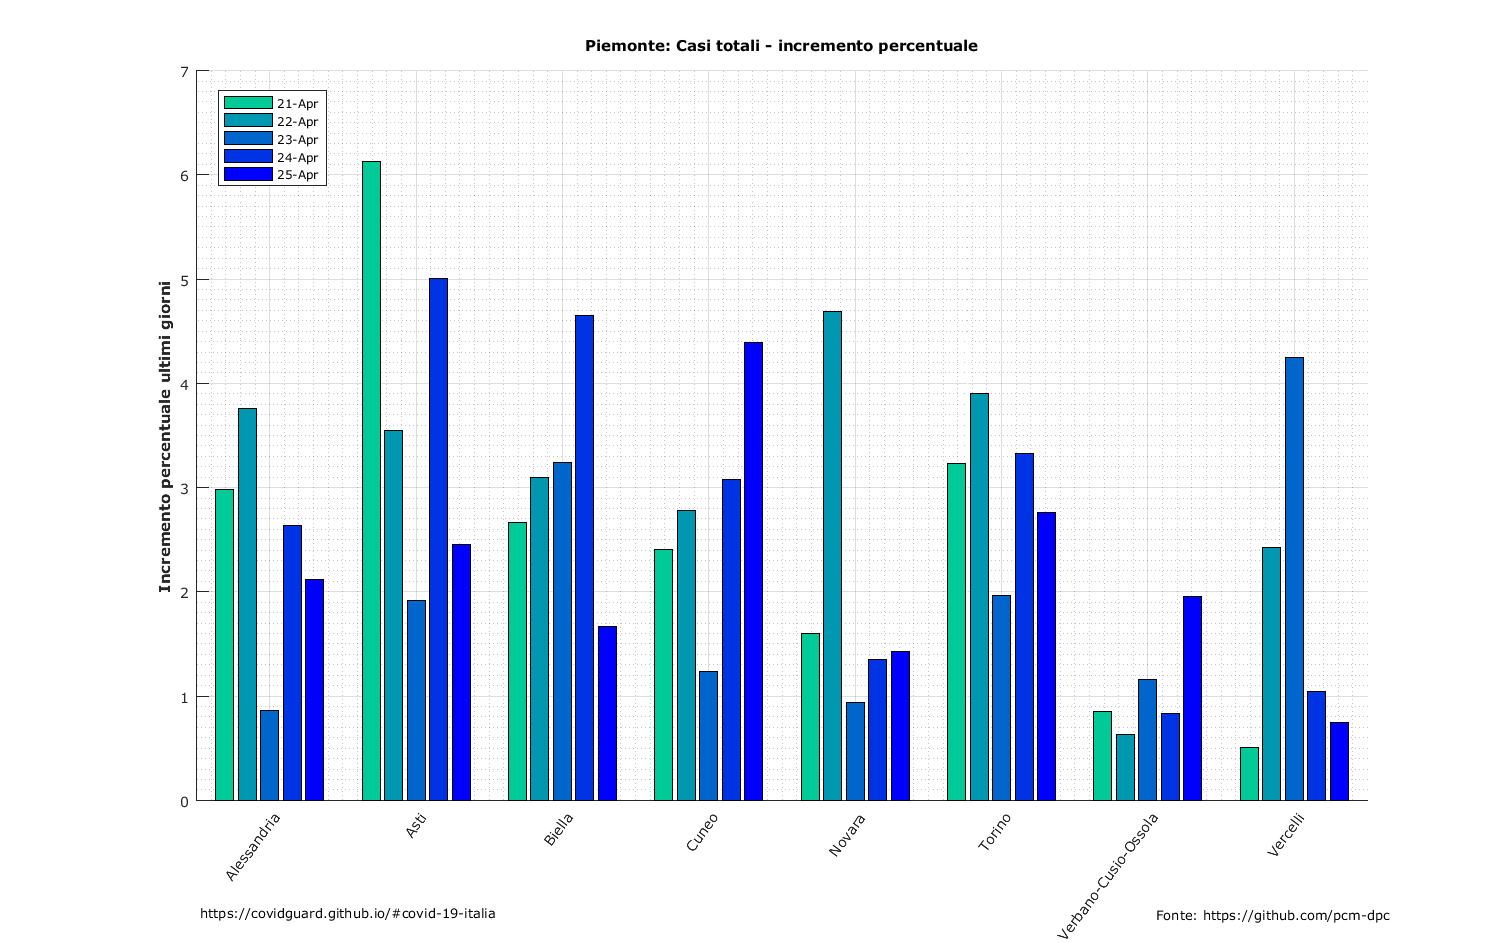 Piemonte: Casi totali - incremento percentuale
Incremento percentuale ultimi giorni
7
6
5
4
3
2
1
0
21-Apr
22-Apr
23-Apr
24-Apr
25-Apr
Alessandria
Asti
Biella
Cuneo
Novara
Torino
Verbano-Cusio-Ossola
Vercelli
https://covidguard.github.io/#covid-19-italia
Fonte: https://github.com/pcm-dpc